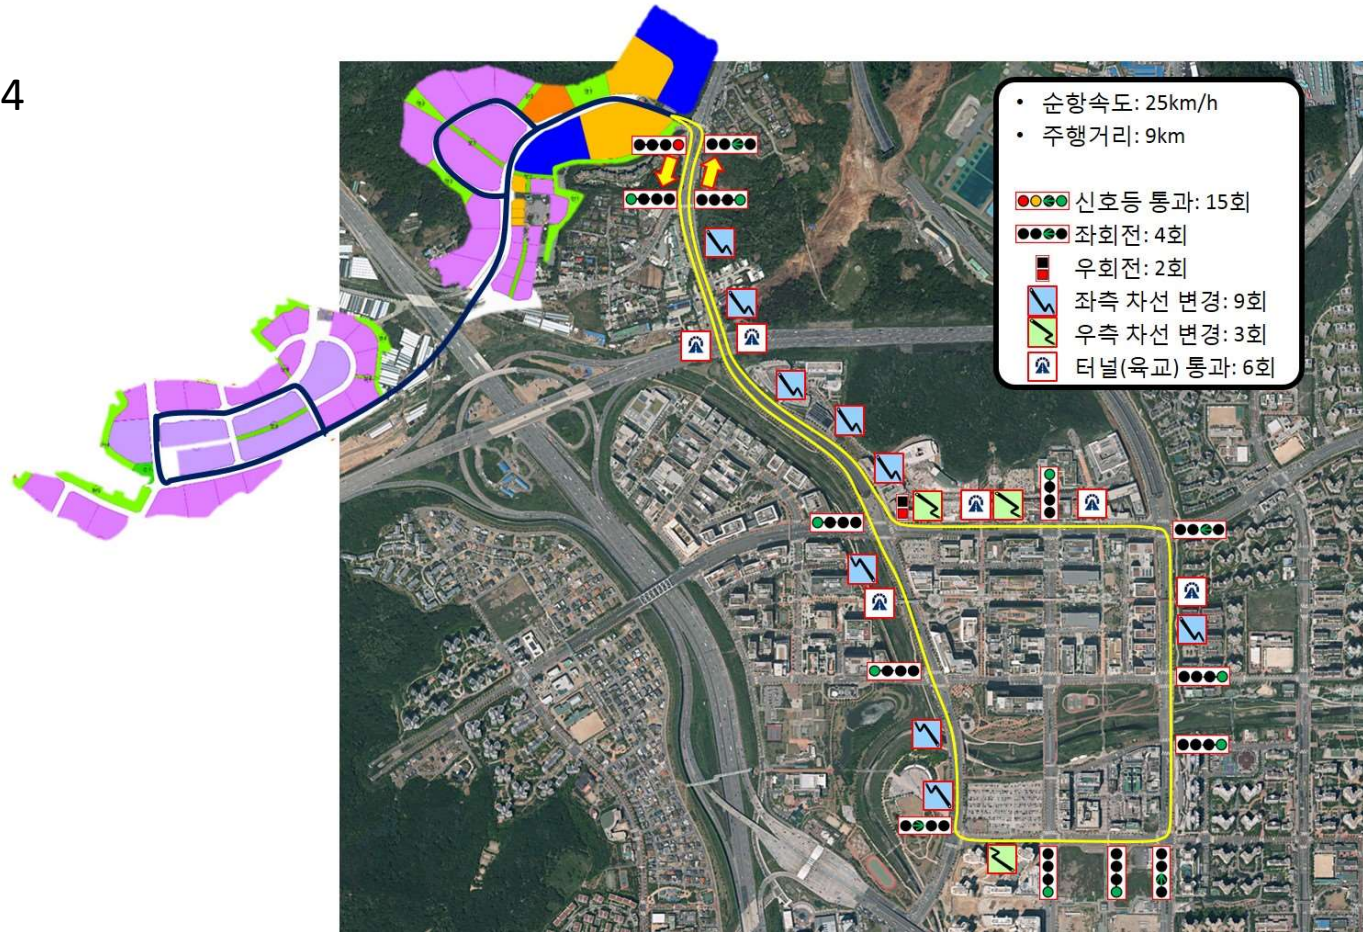 4
• 순항속도: 25km/h
• 주행거리: 9km
신호등 통과: 15회
좌회전: 4회
우회전: 2회
좌측 차선 변경: 9회
우측 차선 변경: 3회
터널(육교) 통과: 6회